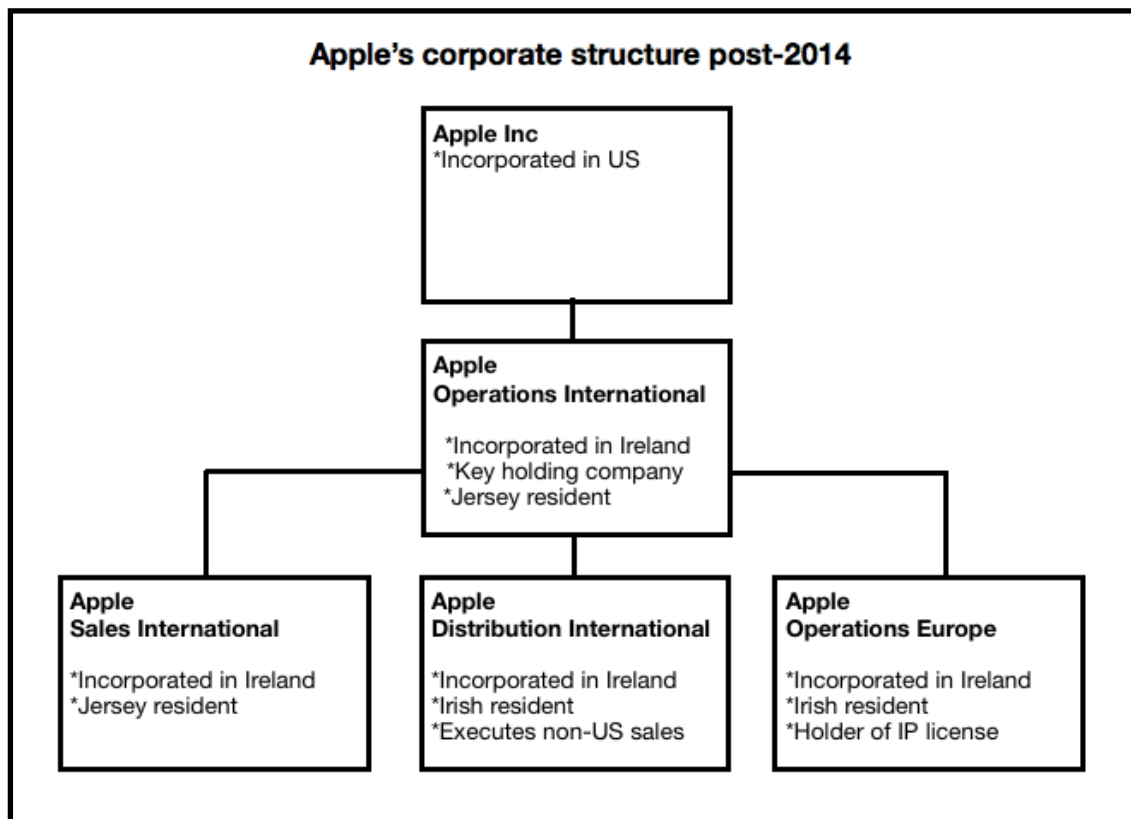 Apple’s corporate structure post-2014
Apple Inc
*Incorporated in US
Apple
Operations International
*Incorporated in Ireland
*Key holding company
*Jersey resident
Apple
Sales International
*Incorporated in Ireland
*Jersey resident
Apple
Distribution International
*Incorporated in Ireland
*Irish resident
*Executes non-US sales
Apple
Operations Europe
*Incorporated in Ireland
*Irish resident
*Holder of IP license